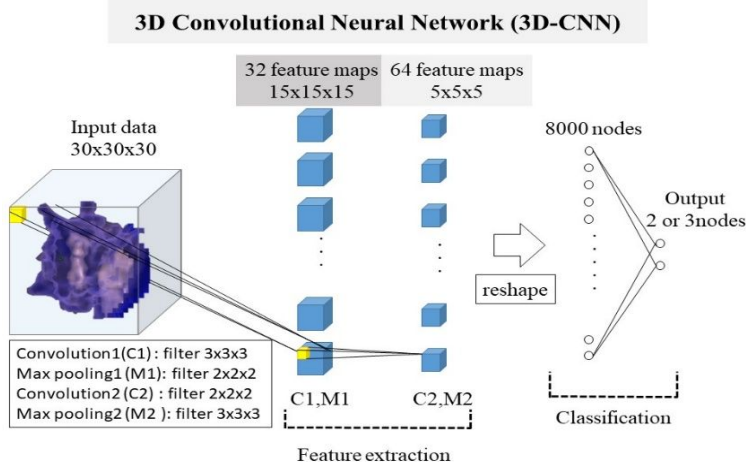 3D Convolutional Neural Network (3D-CNN)
32 feature maps
15x15x15
64 feature maps
5x5x5
Input data
30x30x30
8000 nodes
Output
2 or 3nodes
reshape
Convolution1(C1) : filter 3x3x3
Max pooling1 (M1): filter 2x2x2
Convolution2 (C2) : filter 2x2x2
Max pooling2 (M2 ): filter 3x3x3
C1,M1
C2,M2
Classification
Feature extraction